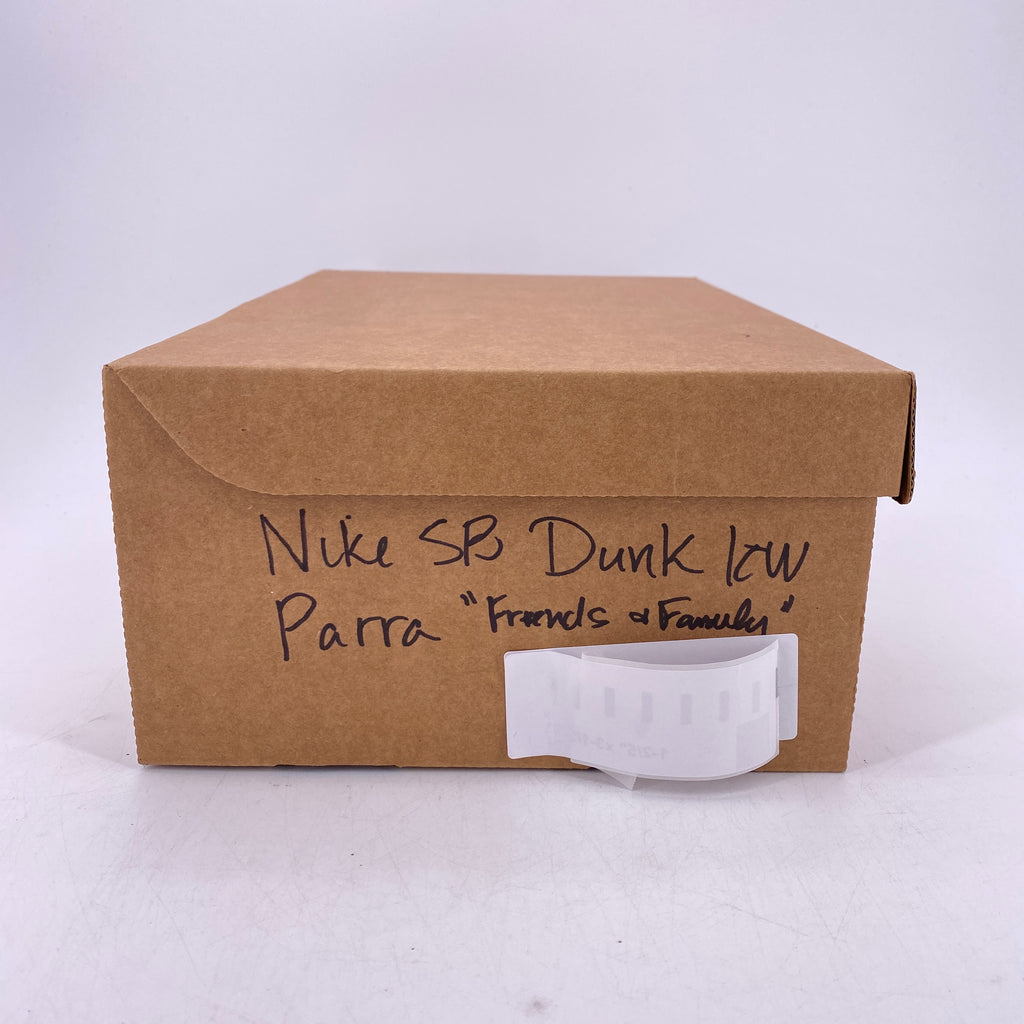 Nike SB Dunk low
Parra "Friends & Family"